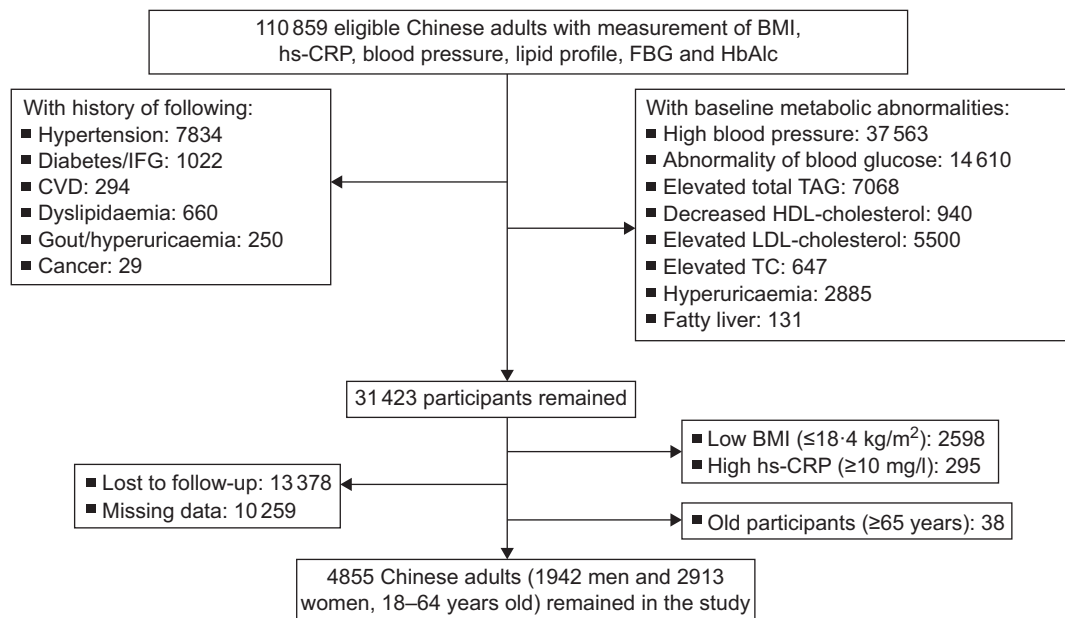 110 859 eligible Chinese adults with measurement of BMI,
hs-CRP, blood pressure, lipid profile, FBG and HbAlc
With history of following:
■ Hypertension: 7834
■ Diabetes/IFG: 1022
■ CVD: 294
■ Dyslipidaemia: 660
■ Gout/hyperuricaemia: 250
■ Cancer: 29
With baseline metabolic abnormalities:
■ High blood pressure: 37 563
■ Abnormality of blood glucose: 14 610
■ Elevated total TAG: 7068
■ Decreased HDL-cholesterol: 940
■ Elevated LDL-cholesterol: 5500
■ Elevated TC: 647
■ Hyperuricaemia: 2885
■ Fatty liver: 131
31 423 participants remained
■ Low BMI (≤18·4 kg/m²): 2598
■ High hs-CRP (≥10 mg/l): 295
■ Lost to follow-up: 13 378
■ Missing data: 10 259
■ Old participants (≥65 years): 38
4855 Chinese adults (1942 men and 2913
women, 18–64 years old) remained in the study